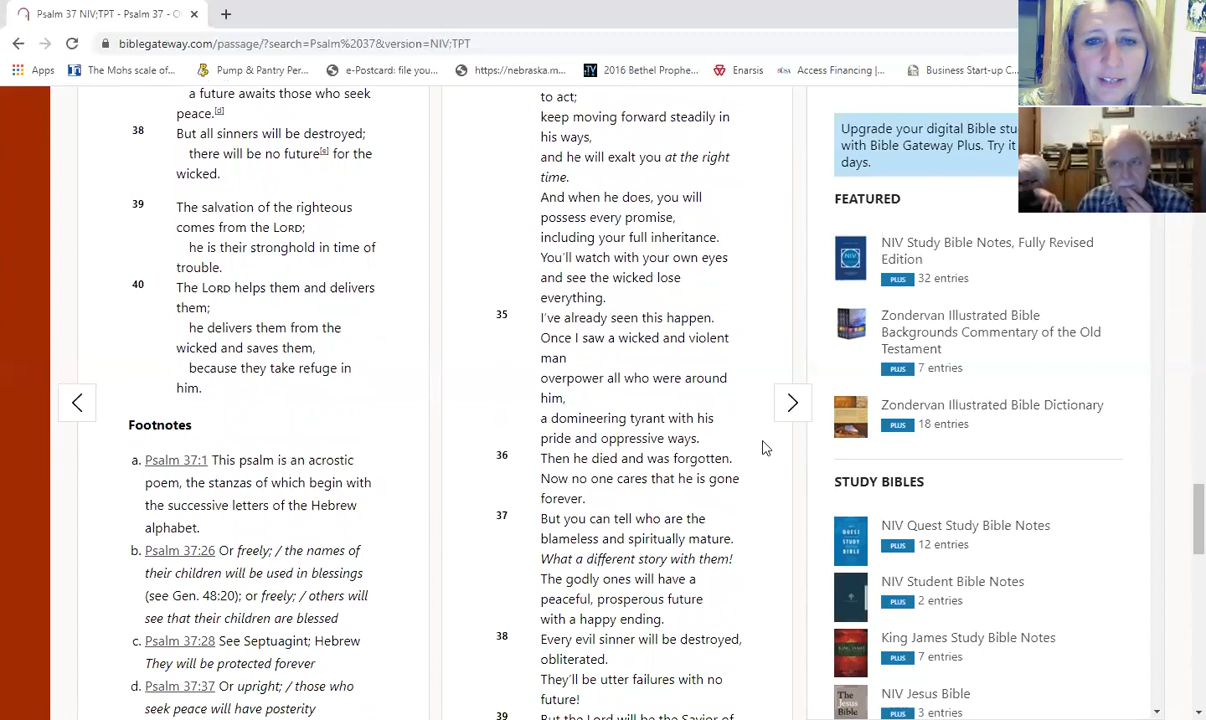 Psalm 37 NIV;TPT - Psalm 37 -
biblegateway.com/passage/?search=Psalm%2037&version=NIV;TPT
Apps
The Mohs scale of...
Pump & Pantry Per...
e-Postcard: file you...
https://nebraska.m...
2016 Bethel Prophe...
Enarsis
Access Financing |...
Business Start-up C...
a future awaits those who seek
peace.[d]
38 But all sinners will be destroyed;
there will be no future[e] for the
wicked.
39 The salvation of the righteous
comes from the LORD;
he is their stronghold in time of
trouble.
40 The LORD helps them and delivers
them;
he delivers them from the
wicked and saves them,
because they take refuge in
him.
Footnotes
a. Psalm 37:1 This psalm is an acrostic
poem, the stanzas of which begin with
the successive letters of the Hebrew
alphabet.
b. Psalm 37:26 Or freely; / the names of
their children will be used in blessings
(see Gen. 48:20); or freely; / others will
see that their children are blessed
c. Psalm 37:28 See Septuagint; Hebrew
They will be protected forever
d. Psalm 37:37 Or upright; / those who
seek peace will have posterity
to act;
keep moving forward steadily in
his ways,
and he will exalt you at the right
time.
And when he does, you will
possess every promise,
including your full inheritance.
You'll watch with your own eyes
and see the wicked lose
everything.
35 I've already seen this happen.
Once I saw a wicked and violent
man
overpower all who were around
him,
a domineering tyrant with his
pride and oppressive ways.
36 Then he died and was forgotten.
Now no one cares that he is gone
forever.
37 But you can tell who are the
blameless and spiritually mature.
What a different story with them!
The godly ones will have a
peaceful, prosperous future
with a happy ending.
38 Every evil sinner will be destroyed,
obliterated.
They'll be utter failures with no
future!
39 But the Lord will be the Savior of
Upgrade your digital Bible stu
with Bible Gateway Plus. Try it
days.
FEATURED
NIV Study Bible Notes, Fully Revised
Edition
PLUS 32 entries
Zondervan Illustrated Bible
Backgrounds Commentary of the Old
Testament
PLUS 7 entries
Zondervan Illustrated Bible Dictionary
PLUS 18 entries
STUDY BIBLES
NIV Quest Study Bible Notes
PLUS 12 entries
NIV Student Bible Notes
PLUS 2 entries
King James Study Bible Notes
PLUS 7 entries
NIV Jesus Bible
PLUS 3 entries